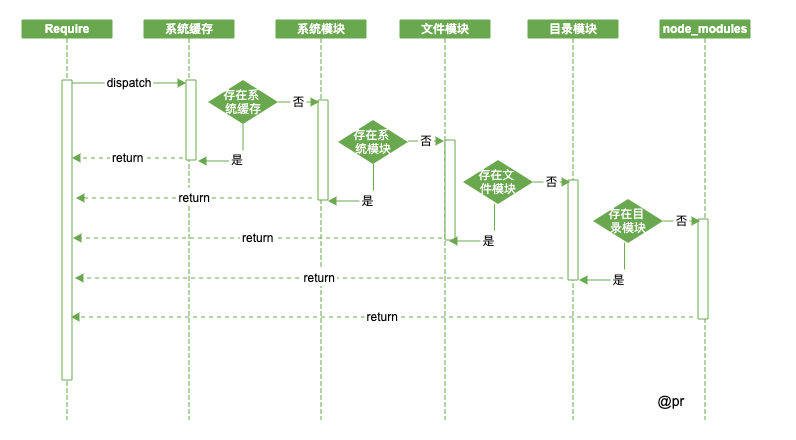 Require
系统缓存
系统模块
文件模块
目录模块
node_modules
dispatch
存在系
统缓存
否
是
return
存在系
统模块
否
是
return
存在文
件模块
否
是
return
存在目
录模块
否
是
return
return
@pr